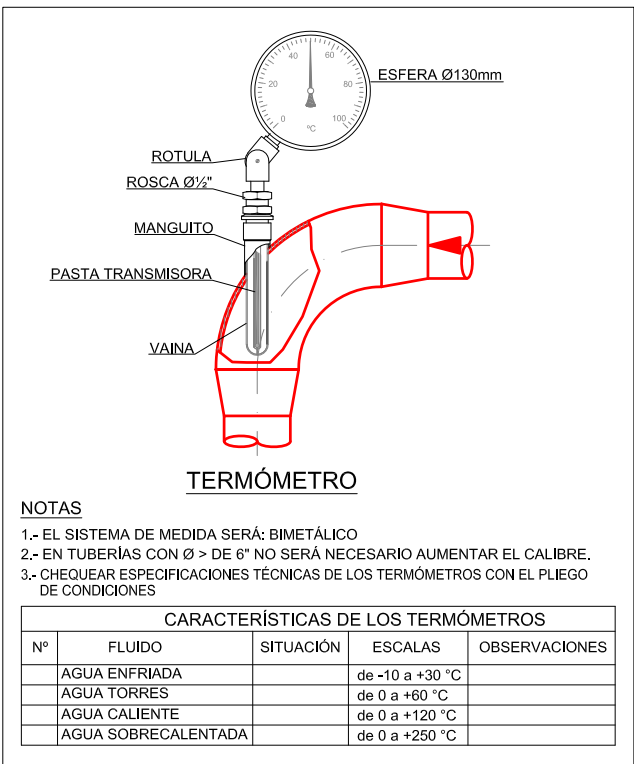 40
60
20
80
0
100
ºC
ESFERA Ø130mm
ROTULA
ROSCA Ø½"
MANGUITO
PASTA TRANSMISORA
VAINA
TERMÓMETRO
NOTAS
1.- EL SISTEMA DE MEDIDA SERÁ: BIMETÁLICO
2.- EN TUBERÍAS CON Ø > DE 6" NO SERÁ NECESARIO AUMENTAR EL CALIBRE.
3.- CHEQUEAR ESPECIFICACIONES TÉCNICAS DE LOS TERMÓMETROS CON EL PLIEGO
DE CONDICIONES
CARACTERÍSTICAS DE LOS TERMÓMETROS
Nº FLUIDO SITUACIÓN ESCALAS OBSERVACIONES
AGUA ENFRIADA de -10 a +30 °C
AGUA TORRES de 0 a +60 °C
AGUA CALIENTE de 0 a +120 °C
AGUA SOBRECALENTADA de 0 a +250 °C